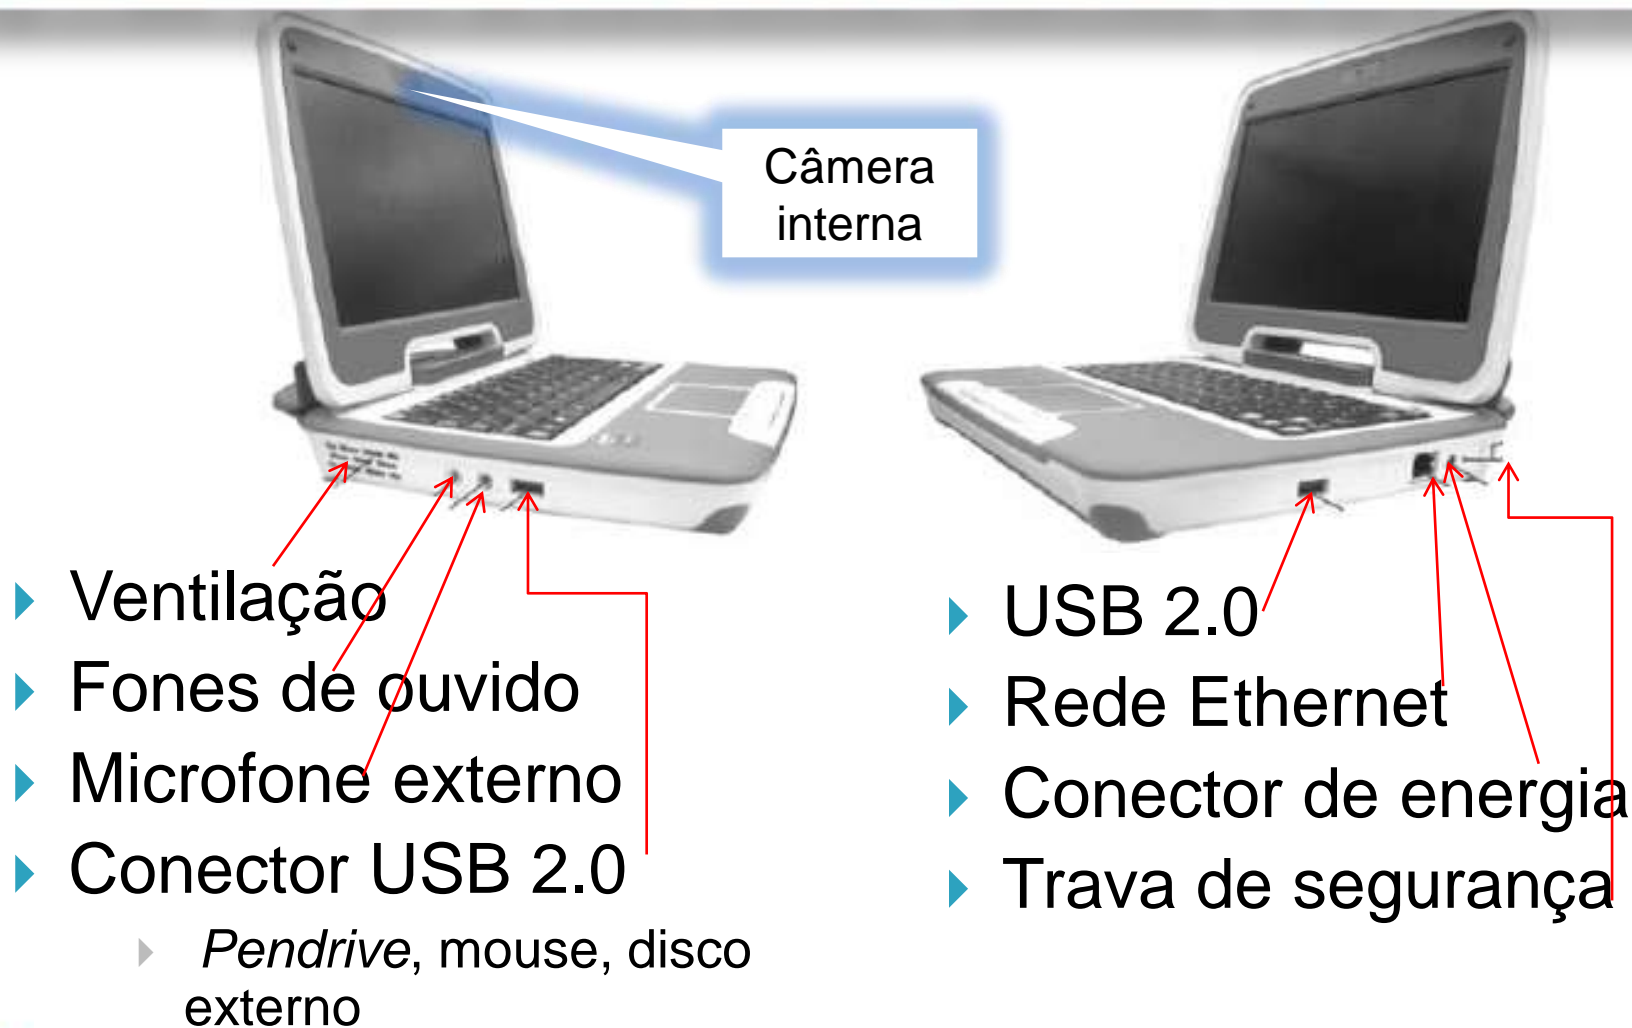 Câmera
interna
Ventilação
Fones de ouvido
Microfone externo
Conector USB 2.0
Pendrive, mouse, disco
externo
USB 2.0
Rede Ethernet
Conector de energia
Trava de segurança